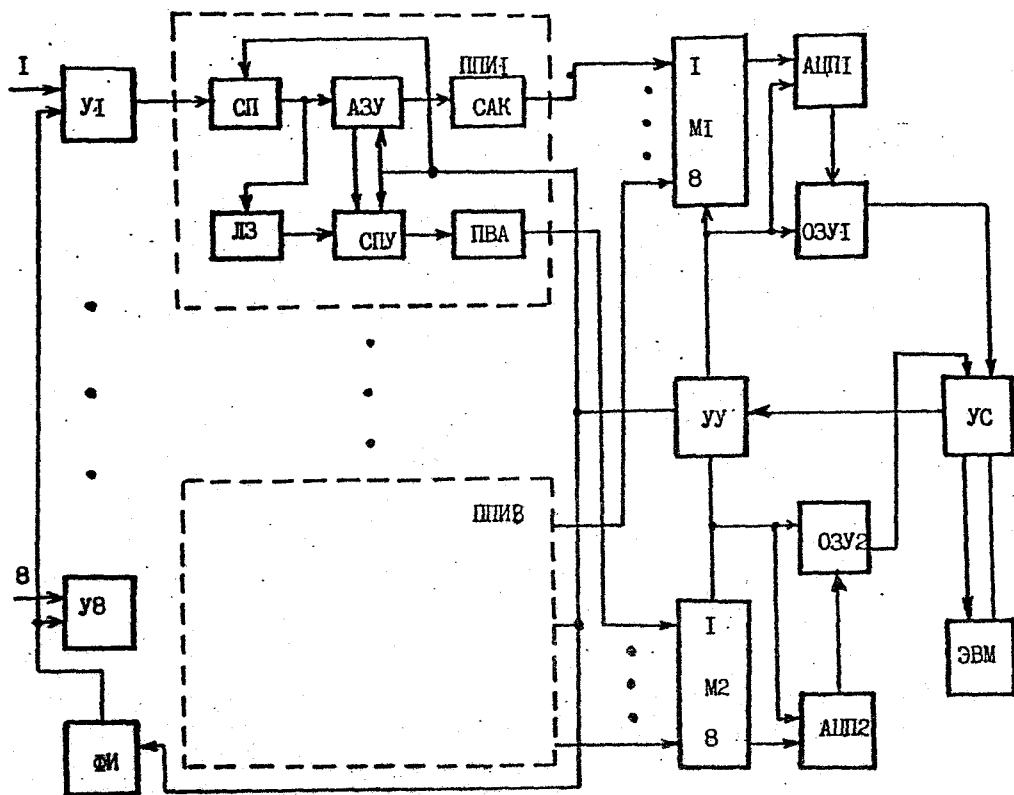 I
У1
ППИ1
СП
АЗУ
САК
ЛЗ
СПУ
ПВА
I
М1
8
АЦП1
ОЗУ1
УУ
УС
ППИ8
8
У8
ФИ
I
М2
8
ОЗУ2
АЦП2
ЭВМ